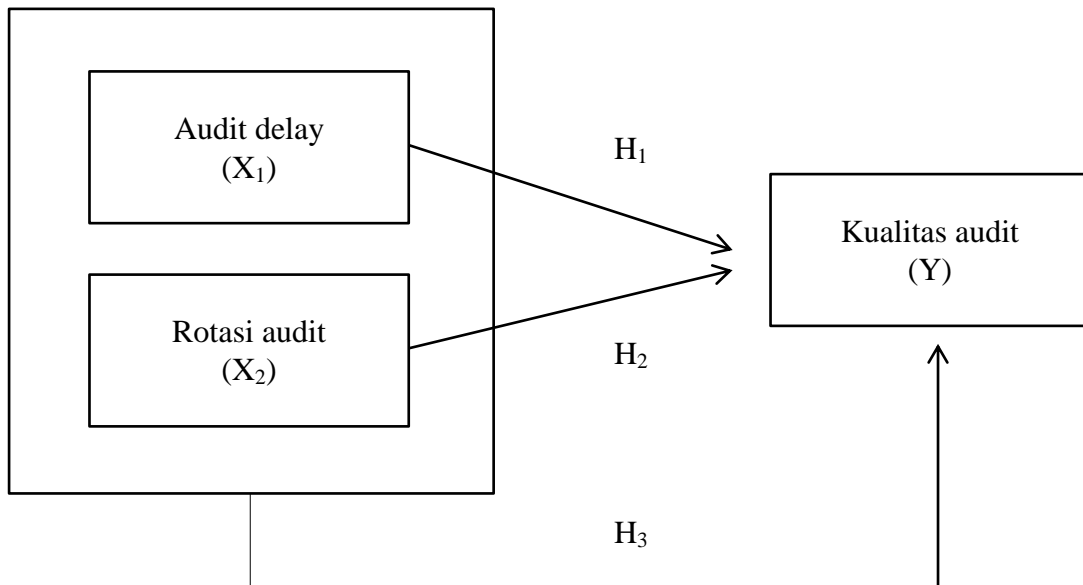 Audit delay
(X₁)
H₁
Kualitas audit
(Y)
Rotasi audit
(X₂)
H₂
H₃